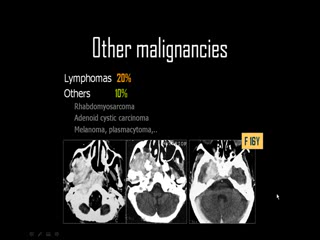 Other malignancies
Lymphomas 20%
Others 10%
Rhabdomyosarcoma
Adenoid cystic carcinoma
Melanoma, plasmacytoma,..
F 16Y